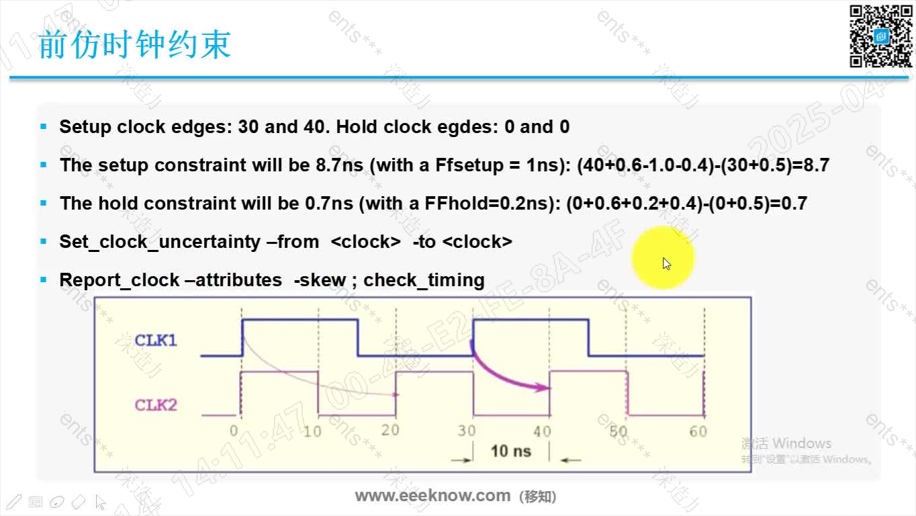 前仿时钟约束
Setup clock edges: 30 and 40. Hold clock egdes: 0 and 0
The setup constraint will be 8.7ns (with a Ffsetup = 1ns): (40+0.6-1.0-0.4)-(30+0.5)=8.7
The hold constraint will be 0.7ns (with a FFhold=0.2ns): (0+0.6+0.2+0.4)-(0+0.5)=0.7
Set_clock_uncertainty –from <clock> -to <clock>
Report_clock –attributes -skew ; check_timing
CLK1
CLK2
0 10 20 30 40 50 60
10 ns
激活 Windows
转到"设置"以激活 Windows。
www.eeeknow.com（移知）